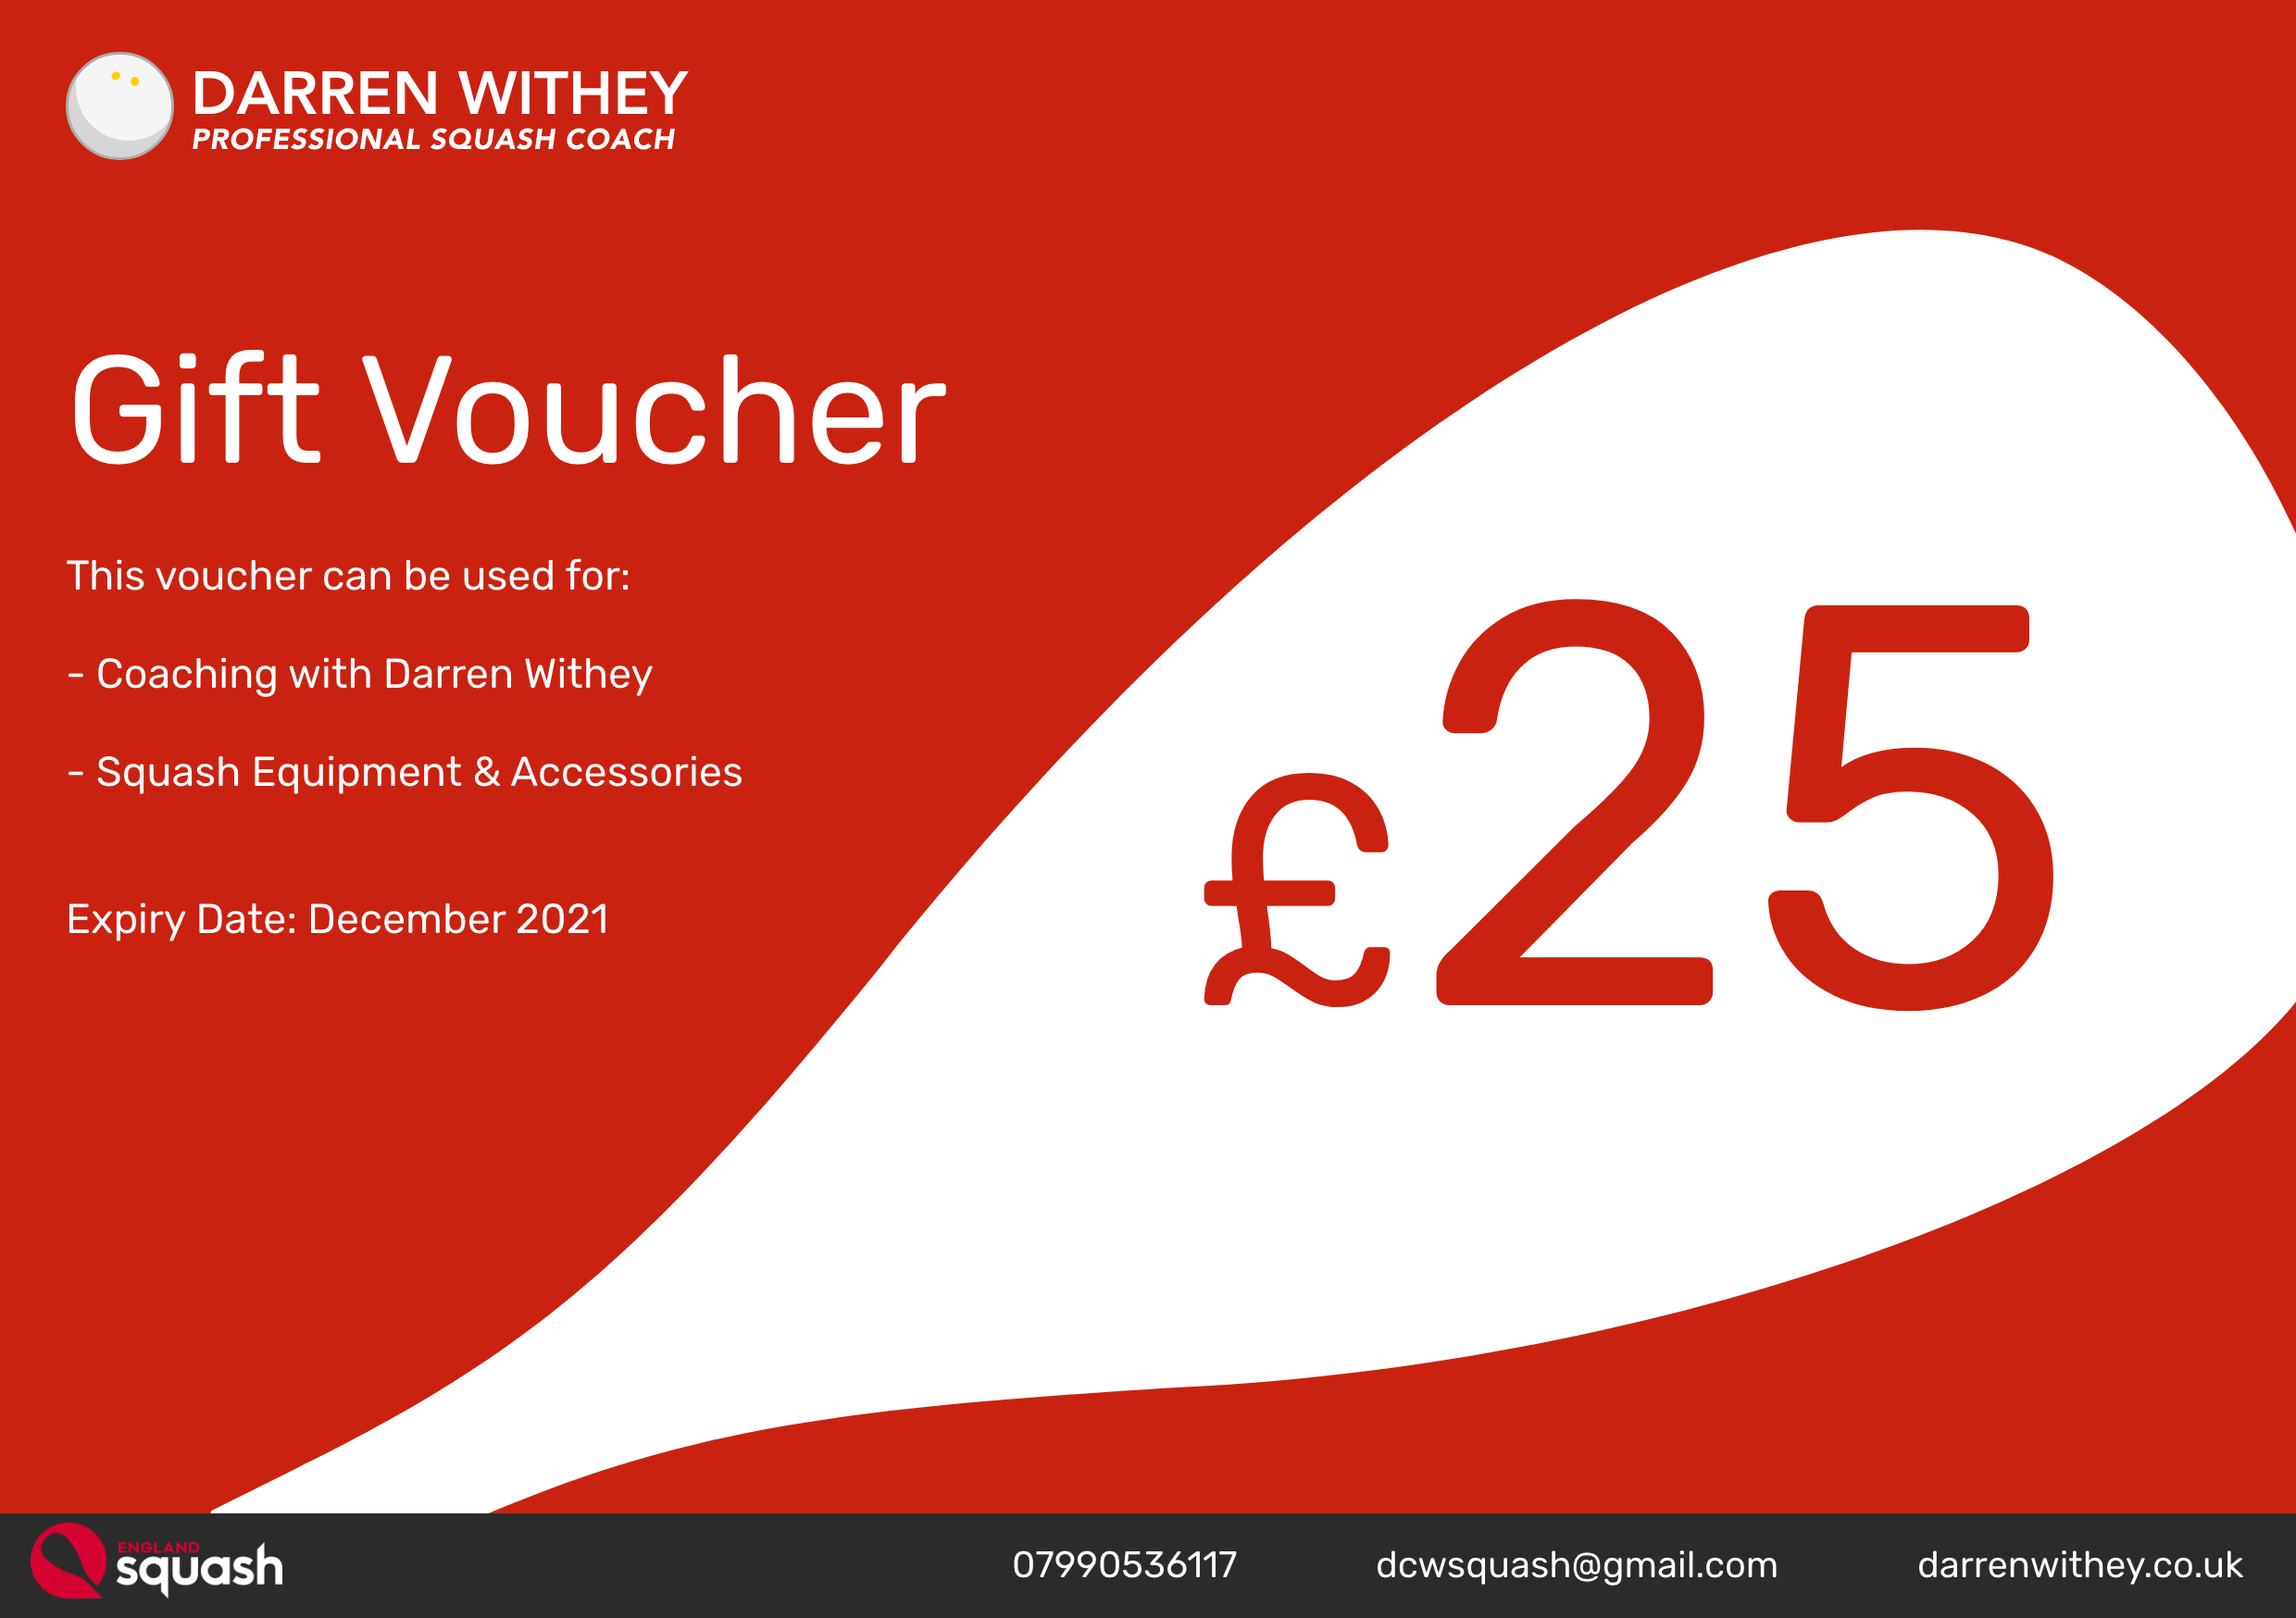 DARREN WITHEY
PROFESSIONAL SQUASH COACH
Gift Voucher
This voucher can be used for:
- Coaching with Darren Withey
- Squash Equipment & Accessories
Expiry Date: December 2021
£25
ENGLAND
squash
07990536117 dcwsquash@gmail.com darrenwithey.co.uk